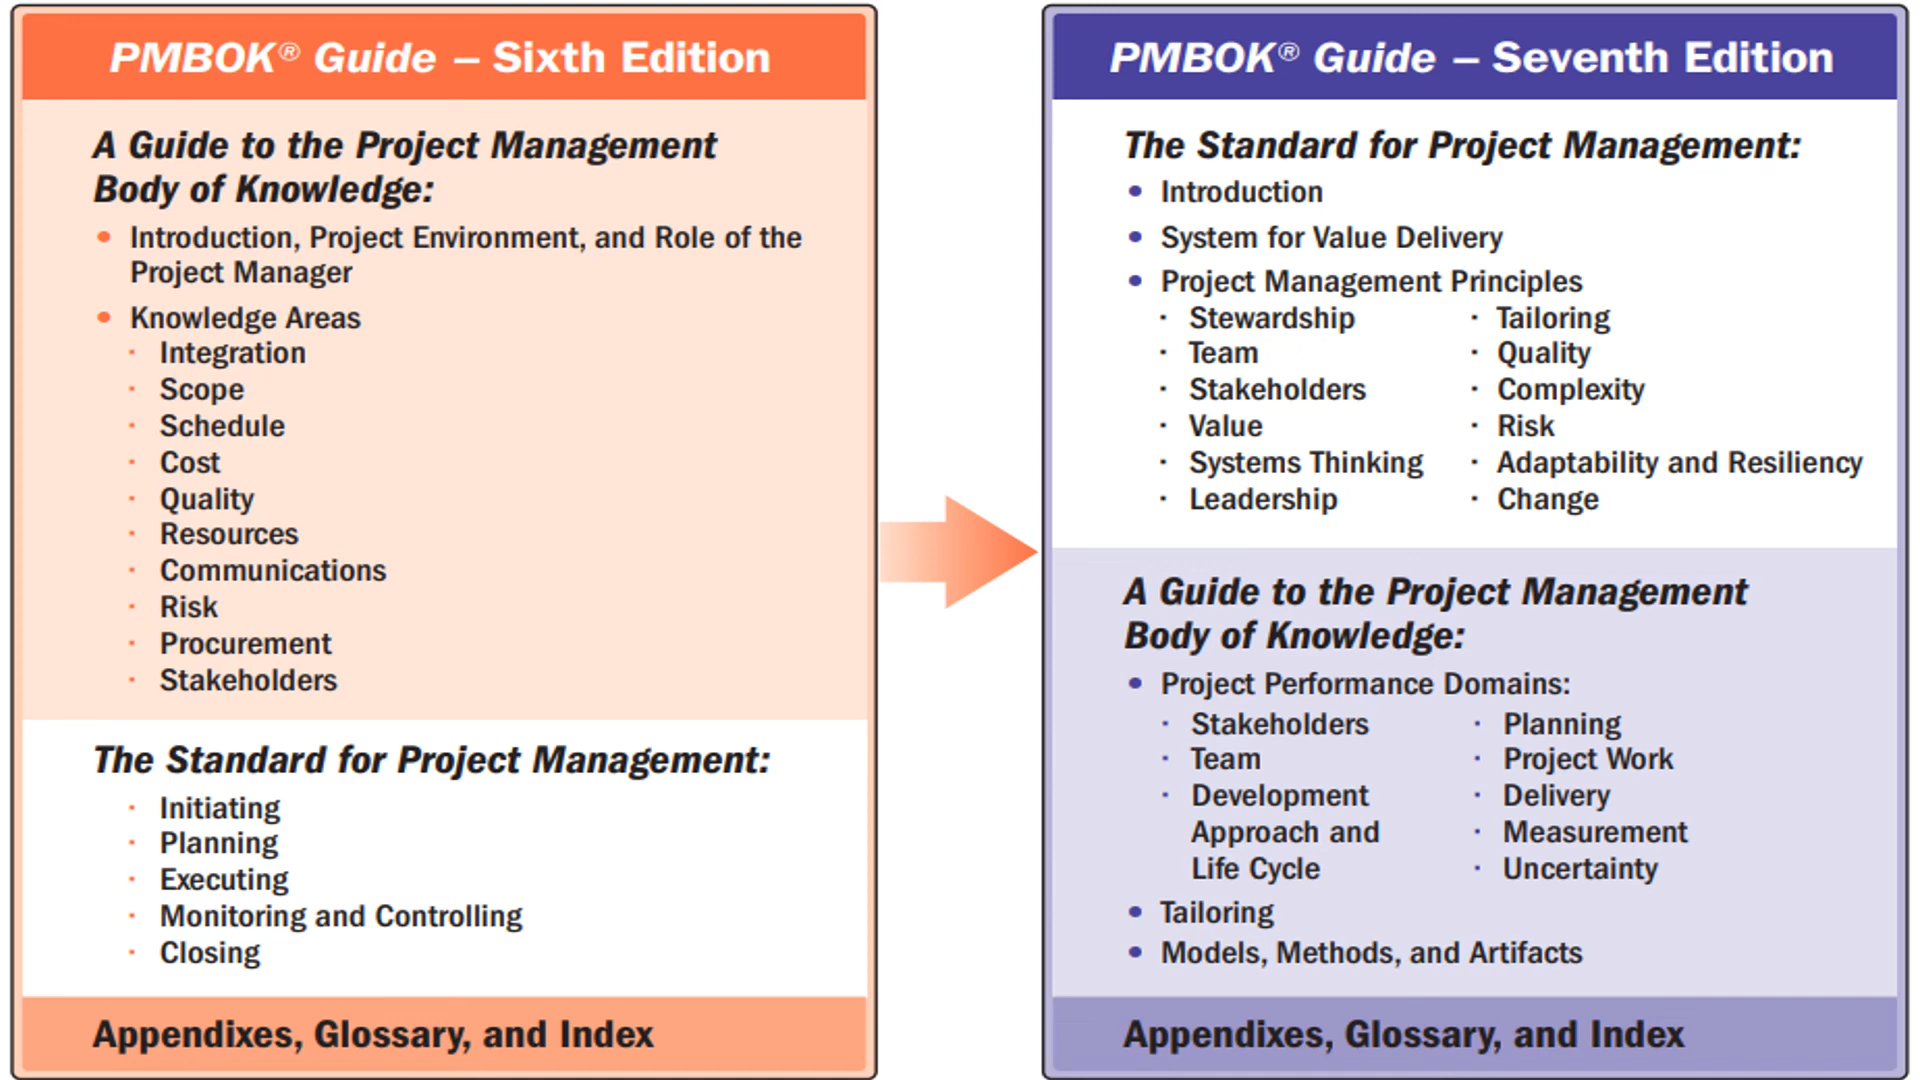 PMBOK® Guide – Sixth Edition
A Guide to the Project Management
Body of Knowledge:
• Introduction, Project Environment, and Role of the
Project Manager
• Knowledge Areas
· Integration
· Scope
· Schedule
· Cost
· Quality
· Resources
· Communications
· Risk
· Procurement
· Stakeholders
The Standard for Project Management:
· Initiating
· Planning
· Executing
· Monitoring and Controlling
· Closing
Appendixes, Glossary, and Index
PMBOK® Guide – Seventh Edition
The Standard for Project Management:
• Introduction
• System for Value Delivery
• Project Management Principles
· Stewardship
· Team
· Stakeholders
· Value
· Systems Thinking
· Leadership
· Tailoring
· Quality
· Complexity
· Risk
· Adaptability and Resiliency
· Change
A Guide to the Project Management
Body of Knowledge:
• Project Performance Domains:
· Stakeholders
· Team
· Development
Approach and
Life Cycle
· Planning
· Project Work
· Delivery
· Measurement
· Uncertainty
• Tailoring
• Models, Methods, and Artifacts
Appendixes, Glossary, and Index